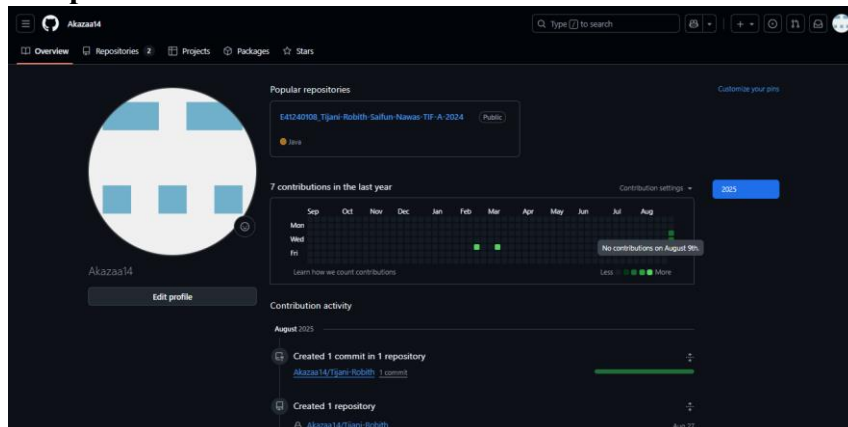 Akazaa14
Type / to search
Overview Repositories 2 Projects Packages Stars
Popular repositories
Customize your pins
E41240108_Tijani-Robith-Saifun-Nawas-TIF-A-2024 Public
Java
7 contributions in the last year
Contribution settings
2025
Sep Oct Nov Dec Jan Feb Mar Apr May Jun Jul Aug
Mon
Wed
Fri
No contributions on August 9th.
Learn how we count contributions
Less More
Akazaa14
Edit profile
Contribution activity
August 2025
Created 1 commit in 1 repository
Akazaa14/Tijani-Robith 1 commit
Created 1 repository
Akazaa14/Tijani-Robith
Aug 27